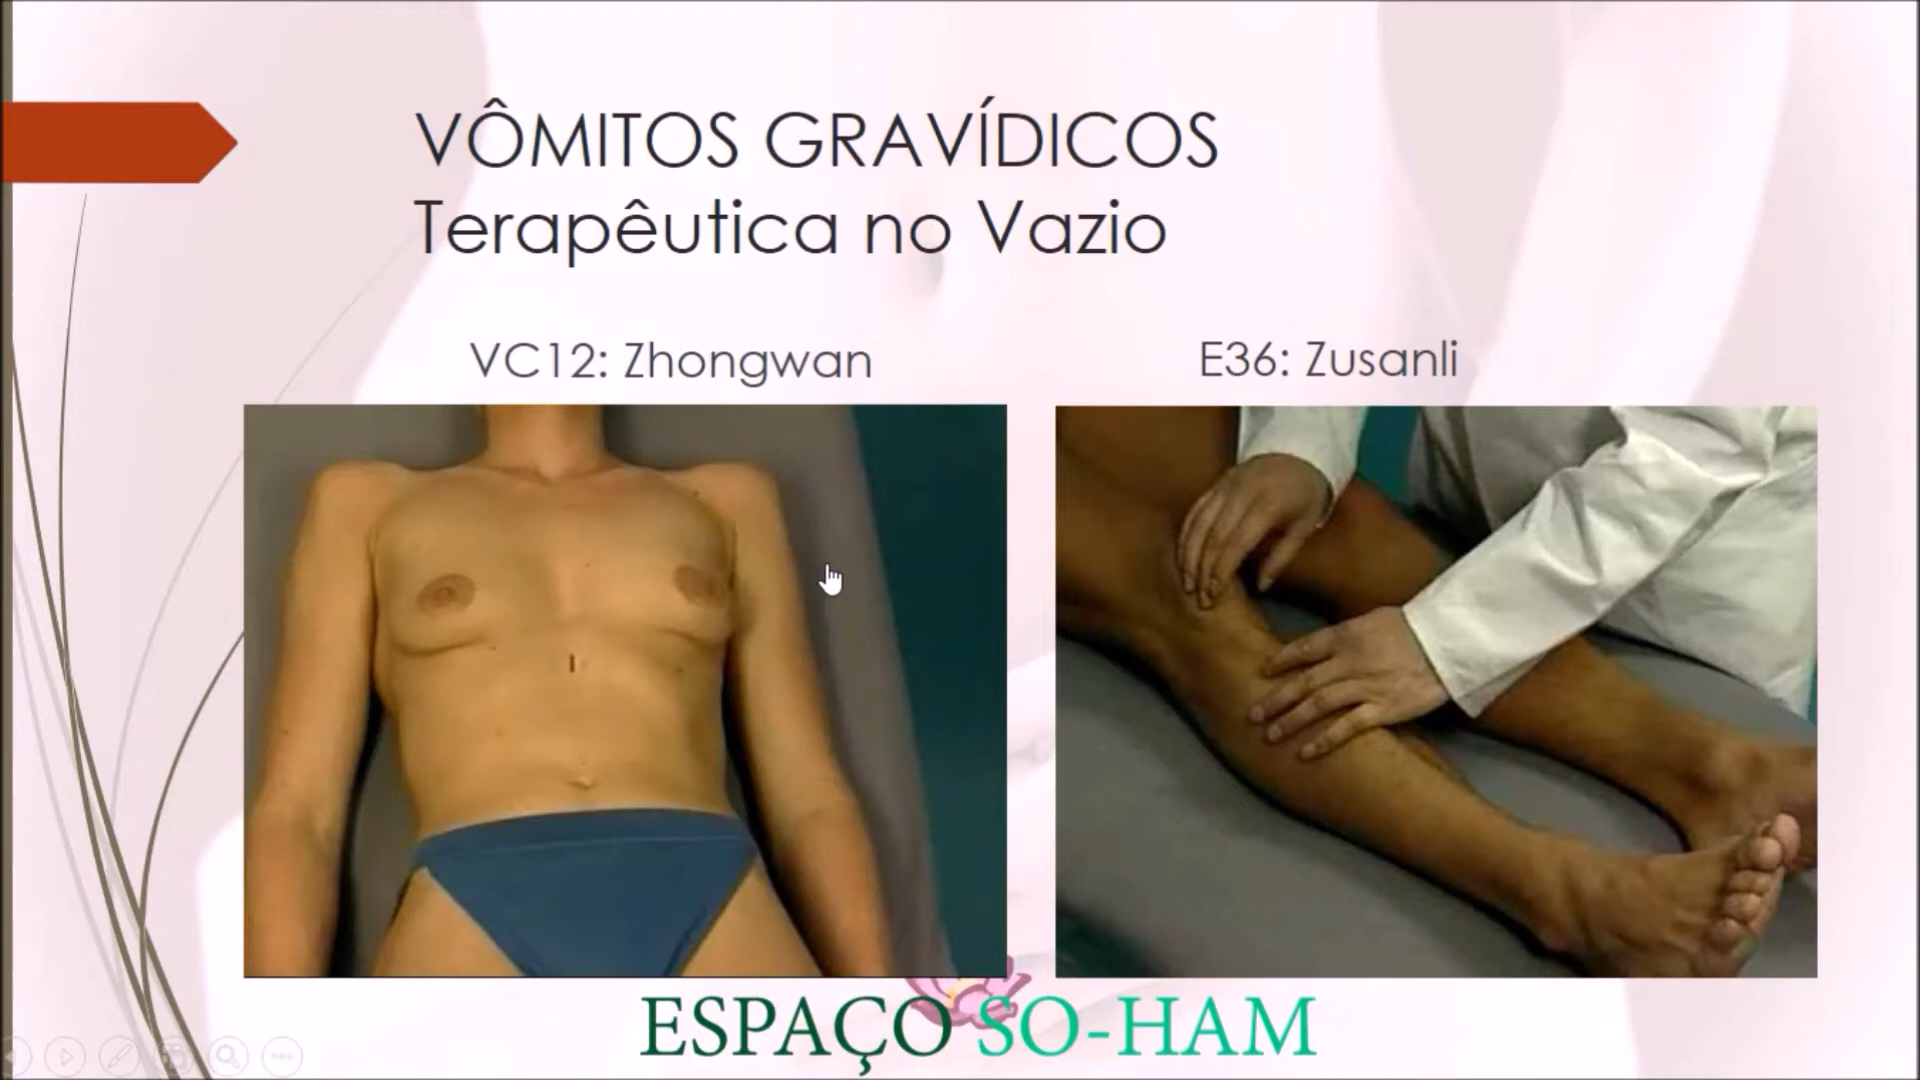 VÔMITOS GRAVÍDICOS
Terapêutica no Vazio
VC12: Zhongwan
E36: Zusanli
ESPAÇO SO-HAM